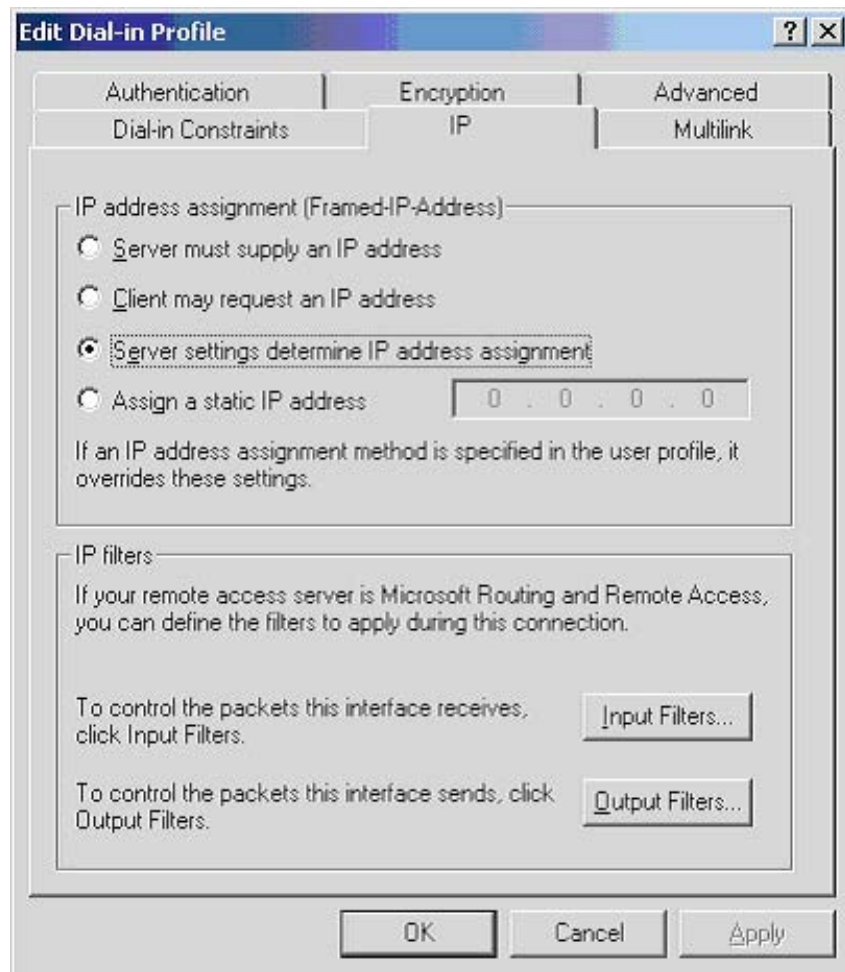 Edit Dial-in Profile
Authentication Encryption Advanced
Dial-in Constraints IP Multilink
IP address assignment (Framed-IP-Address)
Server must supply an IP address
Client may request an IP address
Server settings determine IP address assignment
Assign a static IP address 0 . 0 . 0 . 0
If an IP address assignment method is specified in the user profile, it
overrides these settings.
IP filters
If your remote access server is Microsoft Routing and Remote Access,
you can define the filters to apply during this connection.
To control the packets this interface receives,
click Input Filters.
Input Filters...
To control the packets this interface sends, click
Output Filters.
Output Filters...
OK Cancel Apply